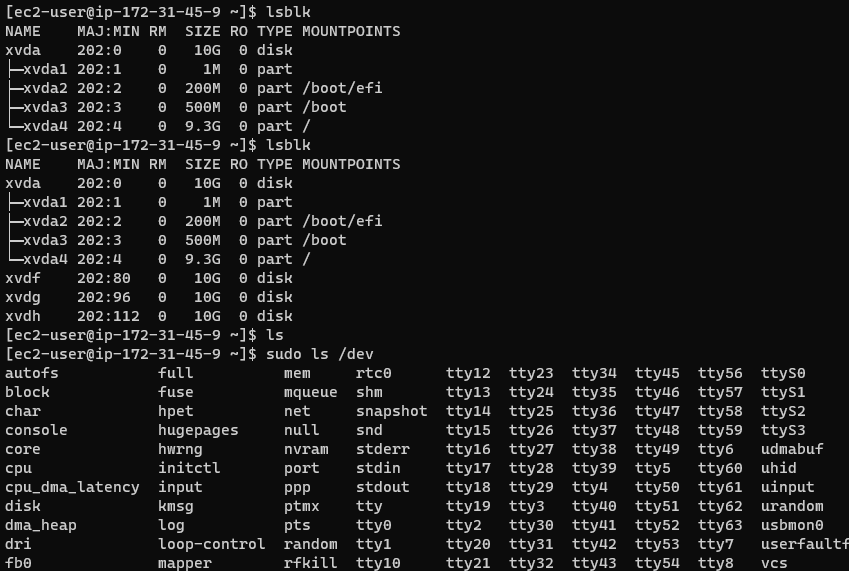 [ec2-user@ip-172-31-45-9 ~]$ lsblk
NAME    MAJ:MIN RM  SIZE RO TYPE MOUNTPOINTS
xvda    202:0    0   10G  0 disk
├─xvda1 202:1    0    1M  0 part
├─xvda2 202:2    0  200M  0 part /boot/efi
├─xvda3 202:3    0  500M  0 part /boot
└─xvda4 202:4    0  9.3G  0 part /
[ec2-user@ip-172-31-45-9 ~]$ lsblk
NAME    MAJ:MIN RM  SIZE RO TYPE MOUNTPOINTS
xvda    202:0    0   10G  0 disk
├─xvda1 202:1    0    1M  0 part
├─xvda2 202:2    0  200M  0 part /boot/efi
├─xvda3 202:3    0  500M  0 part /boot
└─xvda4 202:4    0  9.3G  0 part /
xvdf    202:80   0   10G  0 disk
xvdg    202:96   0   10G  0 disk
xvdh    202:112  0   10G  0 disk
[ec2-user@ip-172-31-45-9 ~]$ ls
[ec2-user@ip-172-31-45-9 ~]$ sudo ls /dev
autofs           full          mem     rtc0      tty12  tty23  tty34  tty45  tty56  ttyS0
block            fuse          mqueue  shm       tty13  tty24  tty35  tty46  tty57  ttyS1
char             hpet          net     snapshot  tty14  tty25  tty36  tty47  tty58  ttyS2
console          hugepages     null    snd       tty15  tty26  tty37  tty48  tty59  ttyS3
core             hwrng         nvram   stderr    tty16  tty27  tty38  tty49  tty6   udmabuf
cpu              initctl       port    stdin     tty17  tty28  tty39  tty5   tty60  uhid
cpu_dma_latency  input         ppp     stdout    tty18  tty29  tty4   tty50  tty61  uinput
disk             kmsg          ptmx    tty       tty19  tty3   tty40  tty51  tty62  urandom
dma_heap         log           pts     tty0      tty2   tty30  tty41  tty52  tty63  usbmon0
dri              loop-control  random  tty1      tty20  tty31  tty42  tty53  tty7   userfaultf
fb0              mapper        rfkill  tty10     tty21  tty32  tty43  tty54  tty8   vcs